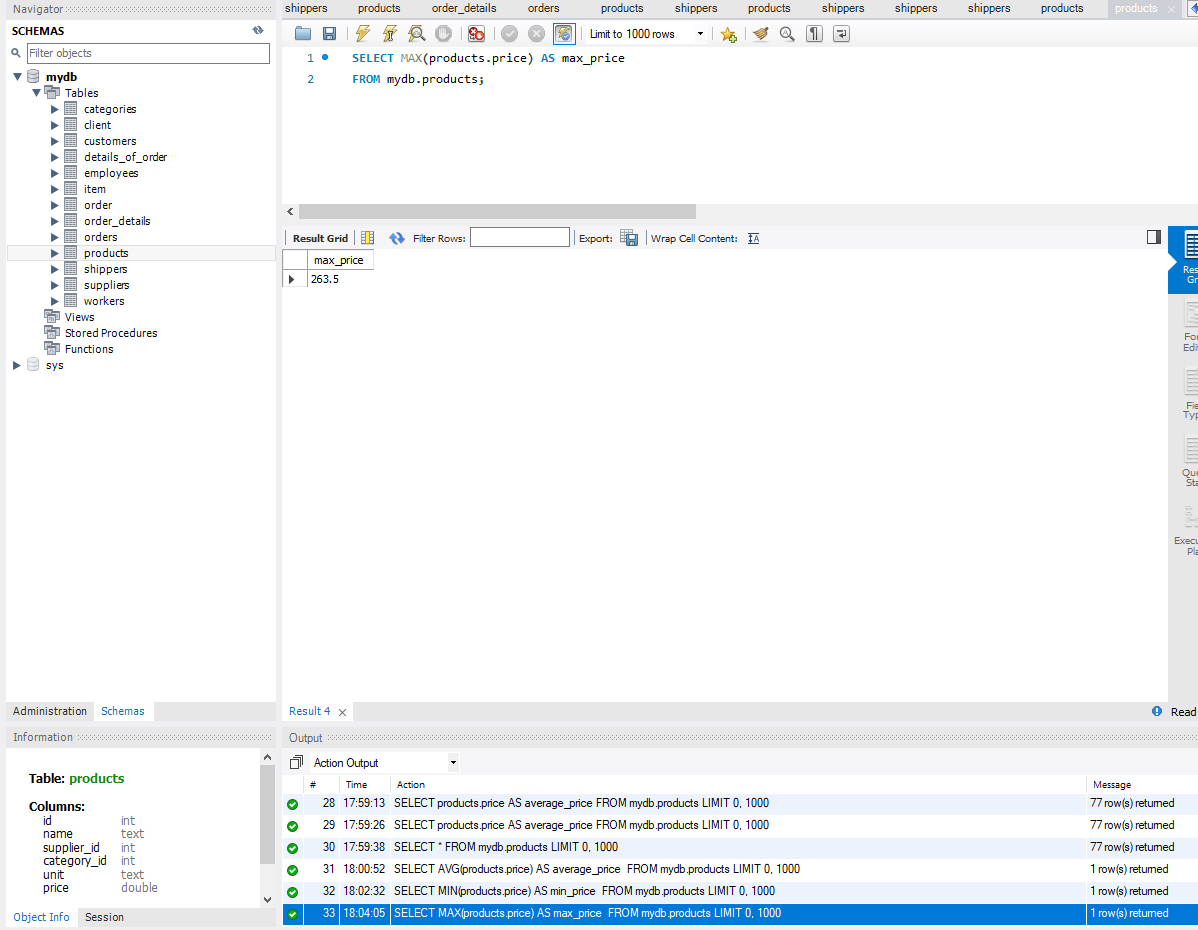 Navigator
SCHEMAS
Filter objects
mydb
Tables
categories
client
customers
details_of_order
employees
item
order
order_details
orders
products
shippers
suppliers
workers
Views
Stored Procedures
Functions
sys
Administration Schemas
Information
Table: products
Columns:
id int
name text
supplier_id int
category_id int
unit text
price double
Object Info Session
shippers products order_details orders products shippers products shippers shippers shippers products products
Limit to 1000 rows
1 SELECT MAX(products.price) AS max_price
2 FROM mydb.products;
Result Grid Filter Rows: Export: Wrap Cell Content:
max_price
263.5
Res
Gr
For
Edi
Fie
Typ
Que
Sta
Execu
Pla
Result 4
Read
Output
Action Output
# Time Action Message
28 17:59:13 SELECT products.price AS average_price FROM mydb.products LIMIT 0, 1000 77 row(s) returned
29 17:59:26 SELECT products.price AS average_price FROM mydb.products LIMIT 0, 1000 77 row(s) returned
30 17:59:38 SELECT * FROM mydb.products LIMIT 0, 1000 77 row(s) returned
31 18:00:52 SELECT AVG(products.price) AS average_price  FROM mydb.products LIMIT 0, 1000 1 row(s) returned
32 18:02:32 SELECT MIN(products.price) AS min_price  FROM mydb.products LIMIT 0, 1000 1 row(s) returned
33 18:04:05 SELECT MAX(products.price) AS max_price  FROM mydb.products LIMIT 0, 1000 1 row(s) returned